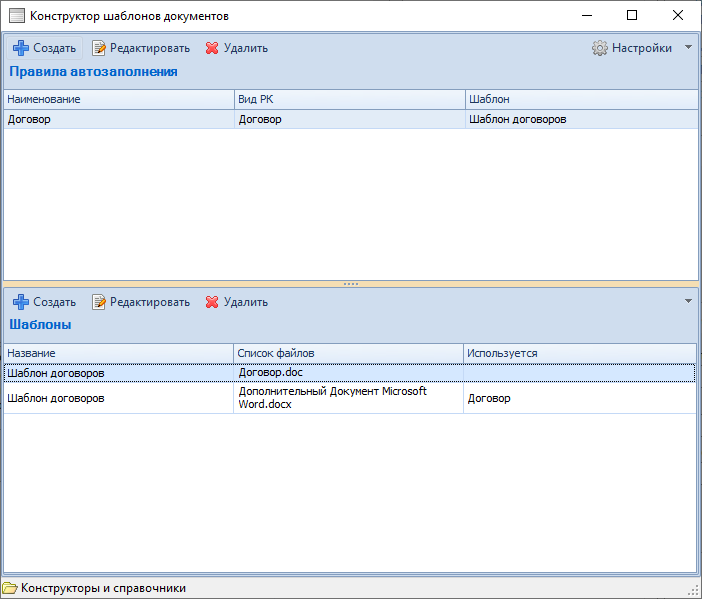 Конструктор шаблонов документов
Создать Редактировать Удалить Настройки
Правила автозаполнения
Наименование Вид РК Шаблон
Договор Договор Шаблон договоров
Создать Редактировать Удалить
Шаблоны
Название Список файлов Используется
Шаблон договоров Договор.doc
Шаблон договоров Дополнительный Документ Microsoft Договор
Word.docx
Конструкторы и справочники